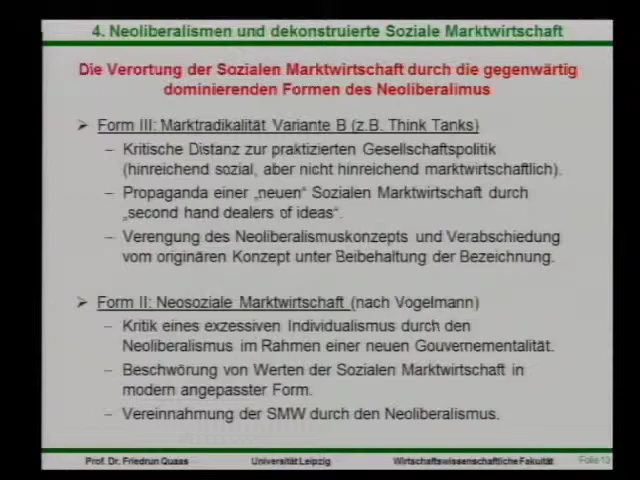 4. Neoliberalismen und dekonstruierte Soziale Marktwirtschaft
Die Verortung der Sozialen Marktwirtschaft durch die gegenwärtig
dominierenden Formen des Neoliberalimus
➢ Form III: Marktradikalität Variante B (z.B. Think Tanks)
– Kritische Distanz zur praktizierten Gesellschaftspolitik
(hinreichend sozial, aber nicht hinreichend marktwirtschaftlich).
– Propaganda einer „neuen“ Sozialen Marktwirtschaft durch
„second hand dealers of ideas“.
– Verengung des Neoliberalismuskonzepts und Verabschiedung
vom originären Konzept unter Beibehaltung der Bezeichnung.
➢ Form II: Neosoziale Marktwirtschaft (nach Vogelmann)
– Kritik eines exzessiven Individualismus durch den
Neoliberalismus im Rahmen einer neuen Gouvernementalität.
– Beschwörung von Werten der Sozialen Marktwirtschaft in
modern angepasster Form.
– Vereinnahmung der SMW durch den Neoliberalismus.
Prof. Dr. Friedrun Quaas Universität Leipzig Wirtschaftswissenschaftliche Fakultät Folie 13